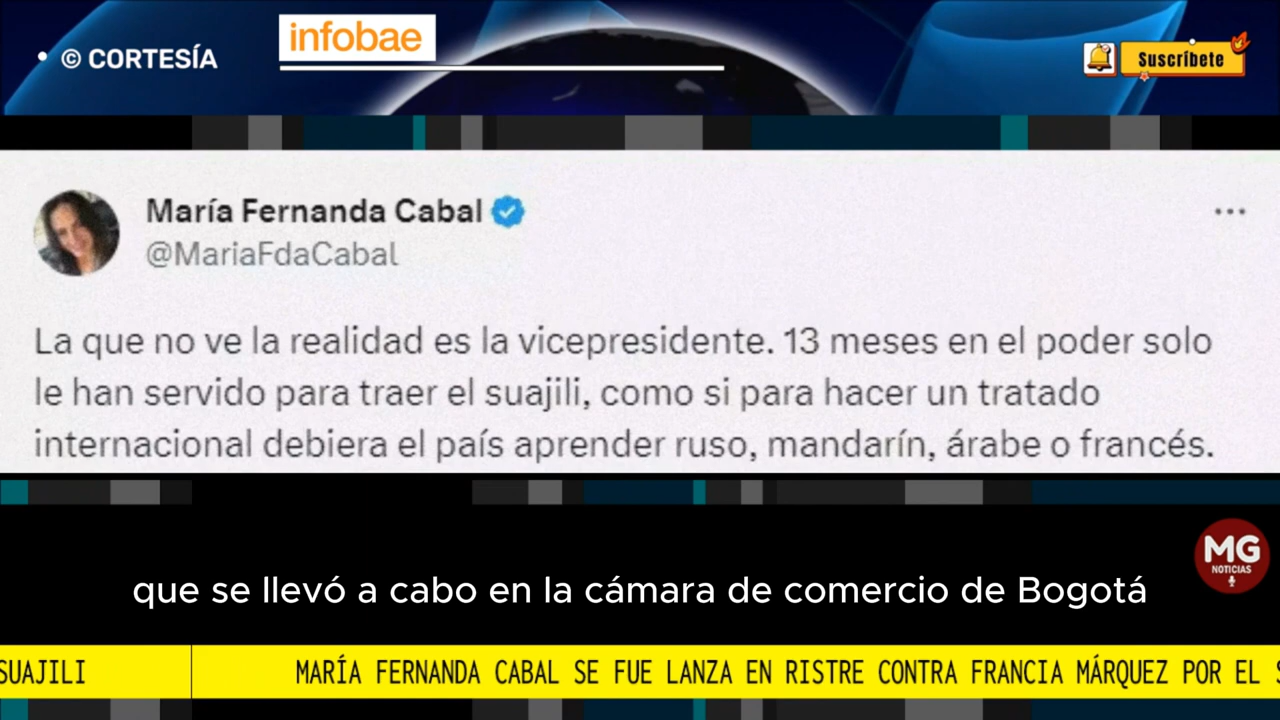 infobae
© CORTESÍA
Suscríbete
María Fernanda Cabal
@MariaFdaCabal
La que no ve la realidad es la vicepresidente. 13 meses en el poder solo
le han servido para traer el suajili, como si para hacer un tratado
internacional debiera el país aprender ruso, mandarín, árabe o francés.
MG
NOTICIAS
que se llevó a cabo en la cámara de comercio de Bogotá
SUAJILI
MARÍA FERNANDA CABAL SE FUE LANZA EN RISTRE CONTRA FRANCIA MÁRQUEZ POR EL S